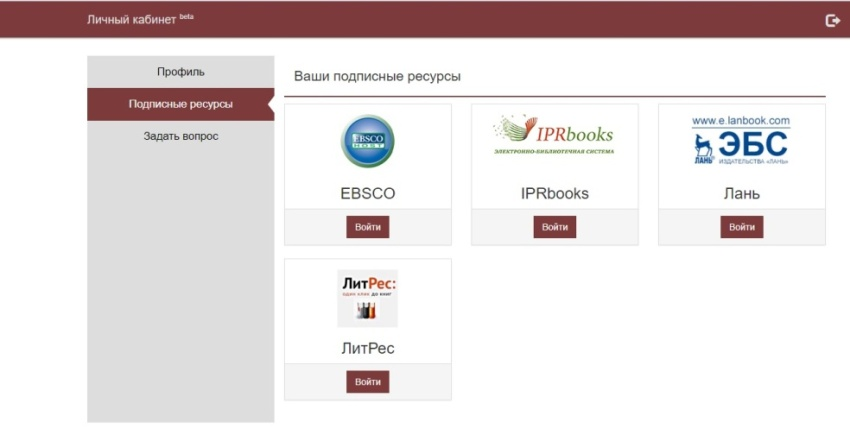 Личный кабинет beta
Профиль
Подписные ресурсы
Задать вопрос
Ваши подписные ресурсы
EBSCO
HOST
EBSCO
Войти
IPRbooks
ЭЛЕКТРОННО-БИБЛИОТЕЧНАЯ СИСТЕМА
IPRbooks
Войти
www.e.lanbook.com
ЭБС
ЛАНЬ
ИЗДАТЕЛЬСТВА «ЛАНЬ»
Лань
Войти
ЛитРес:
один клик до книг
ЛитРес
Войти